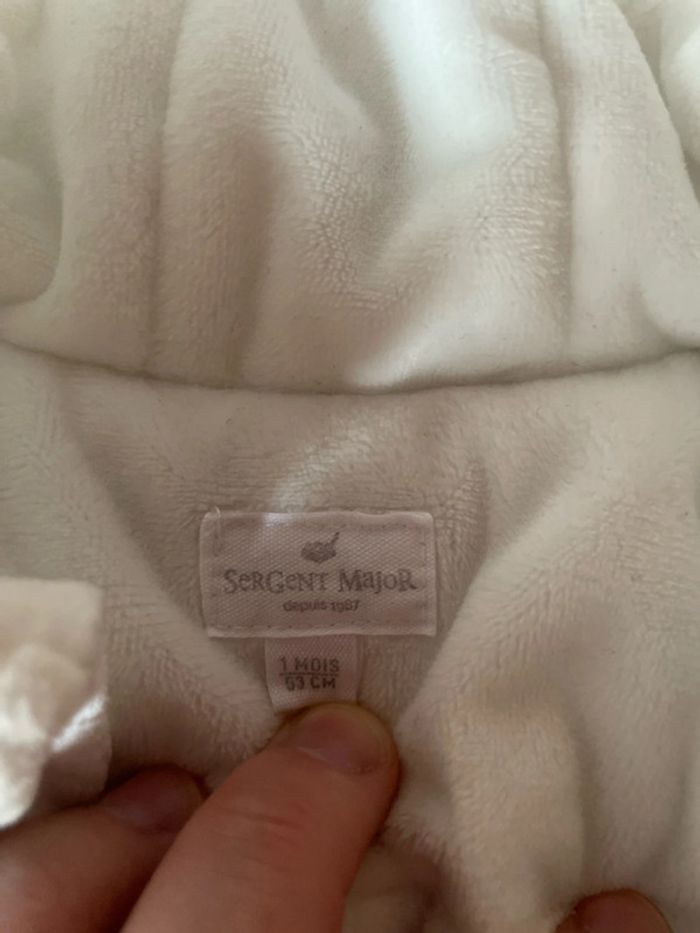 SERGENT MAJOR
depuis 1987
1 MOIS
53 CM